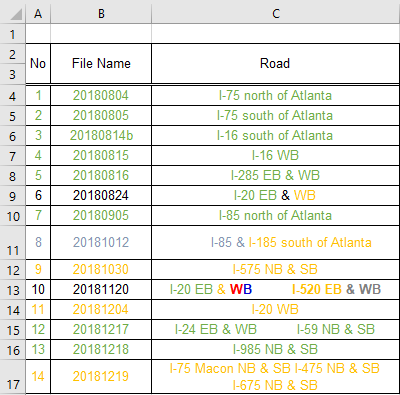 A B C
1
2
3
No File Name Road
4 1 20180804 I-75 north of Atlanta
5 2 20180805 I-75 south of Atlanta
6 3 20180814b I-16 south of Atlanta
7 4 20180815 I-16 WB
8 5 20180816 I-285 EB & WB
9 6 20180824 I-20 EB & WB
10 7 20180905 I-85 north of Atlanta
11 8 20181012 I-85 & I-185 south of Atlanta
12 9 20181030 I-575 NB & SB
13 10 20181120 I-20 EB & WB I-520 EB & WB
14 11 20181204 I-20 WB
15 12 20181217 I-24 EB & WB I-59 NB & SB
16 13 20181218 I-985 NB & SB
17 14 20181219 I-75 Macon NB & SB I-475 NB & SB
I-675 NB & SB